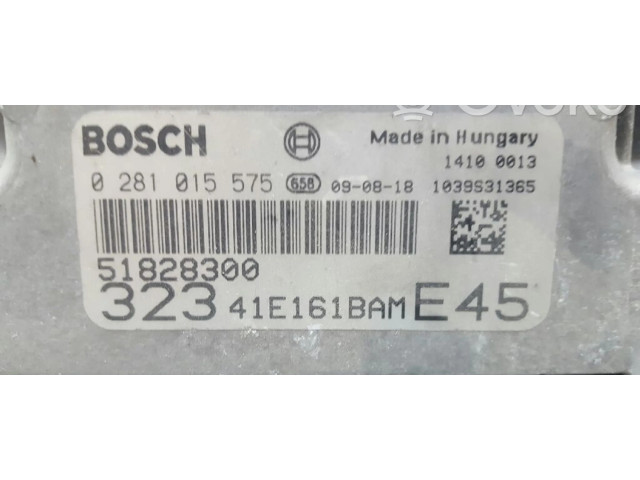 BOSCH Made in Hungary
1410 0013
0 281 015 575 658 09-08-18 1039S31365
51828300
323 41E161BAM E45